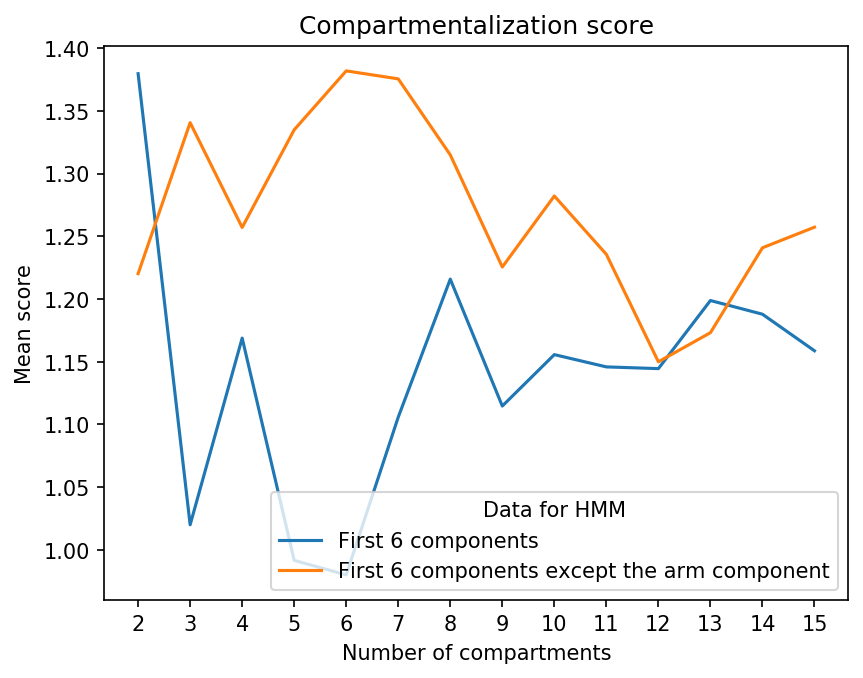 Compartmentalization score
1.40
1.35
1.30
1.25
1.20
1.15
1.10
1.05
1.00
Mean score
Data for HMM
First 6 components
First 6 components except the arm component
2 3 4 5 6 7 8 9 10 11 12 13 14 15
Number of compartments